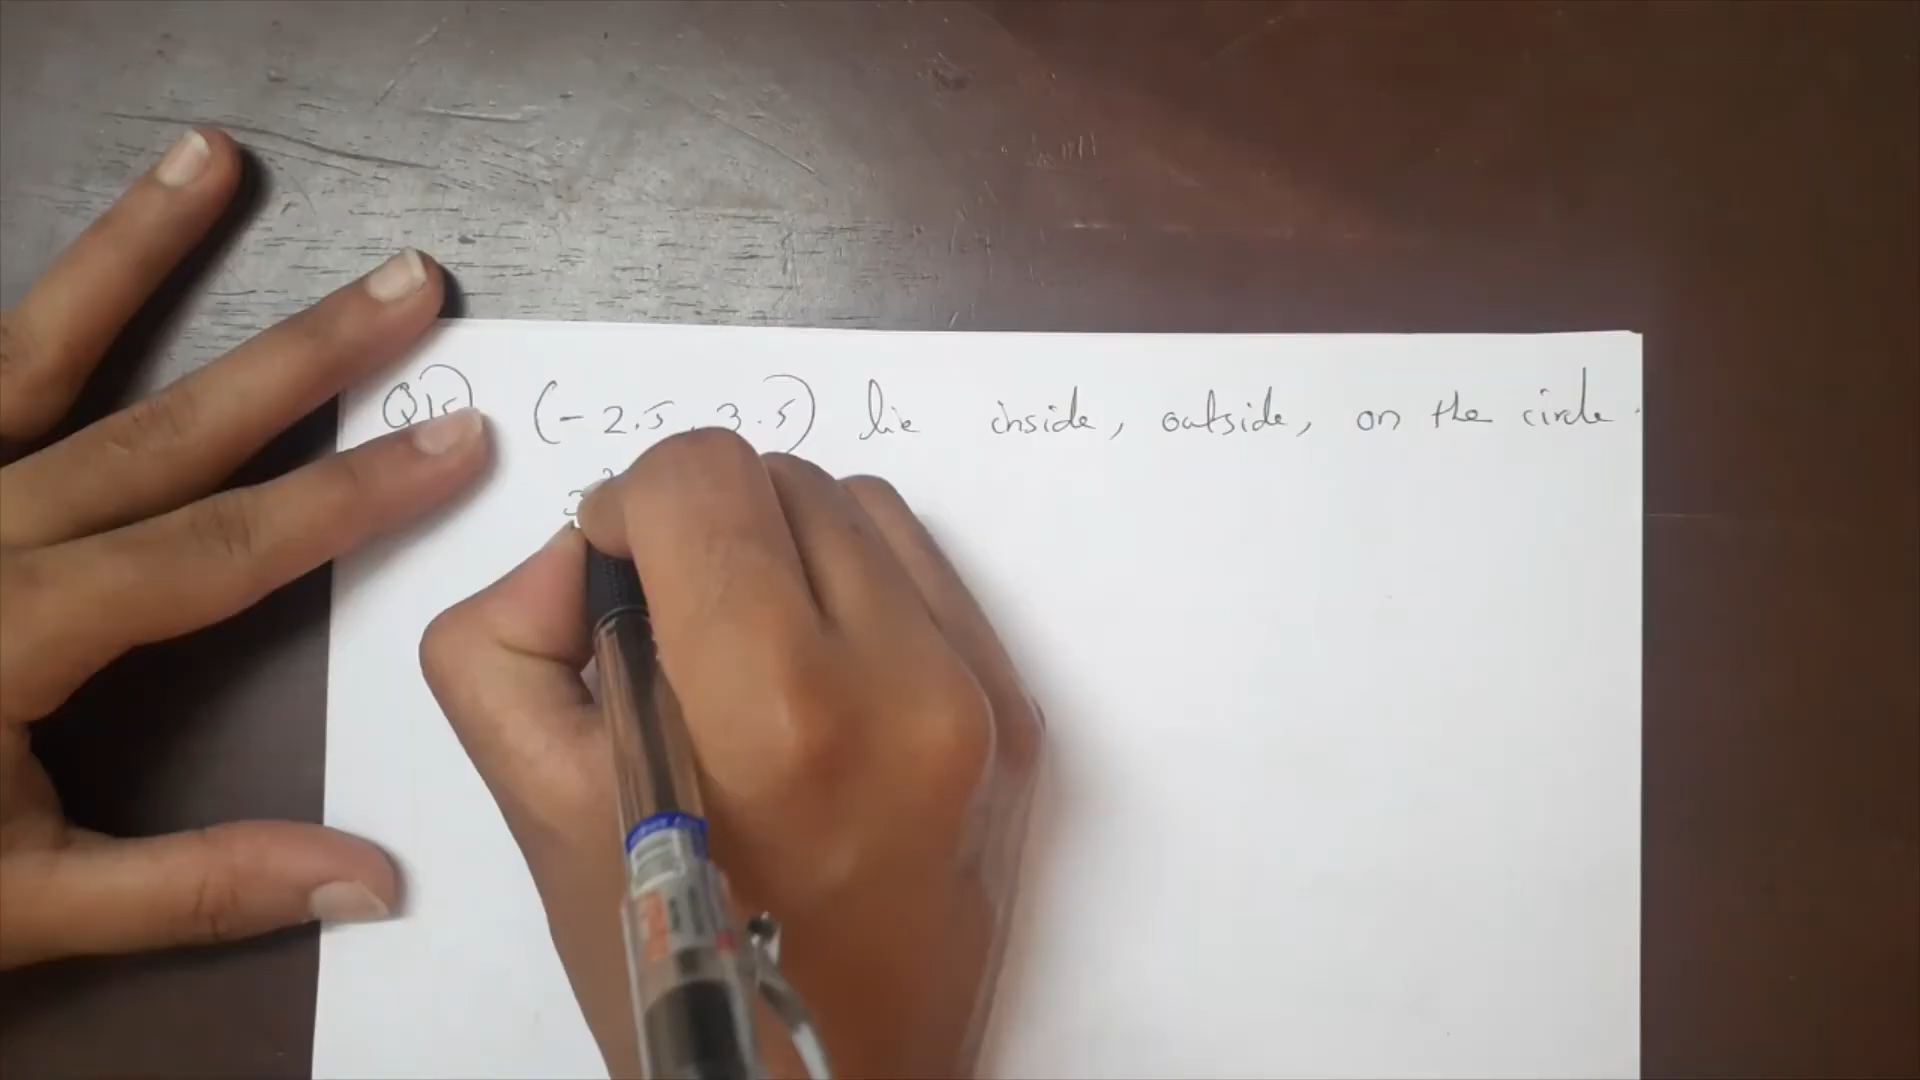 Q15) (-2.5, 3.5) lie inside, outside, on the circle.